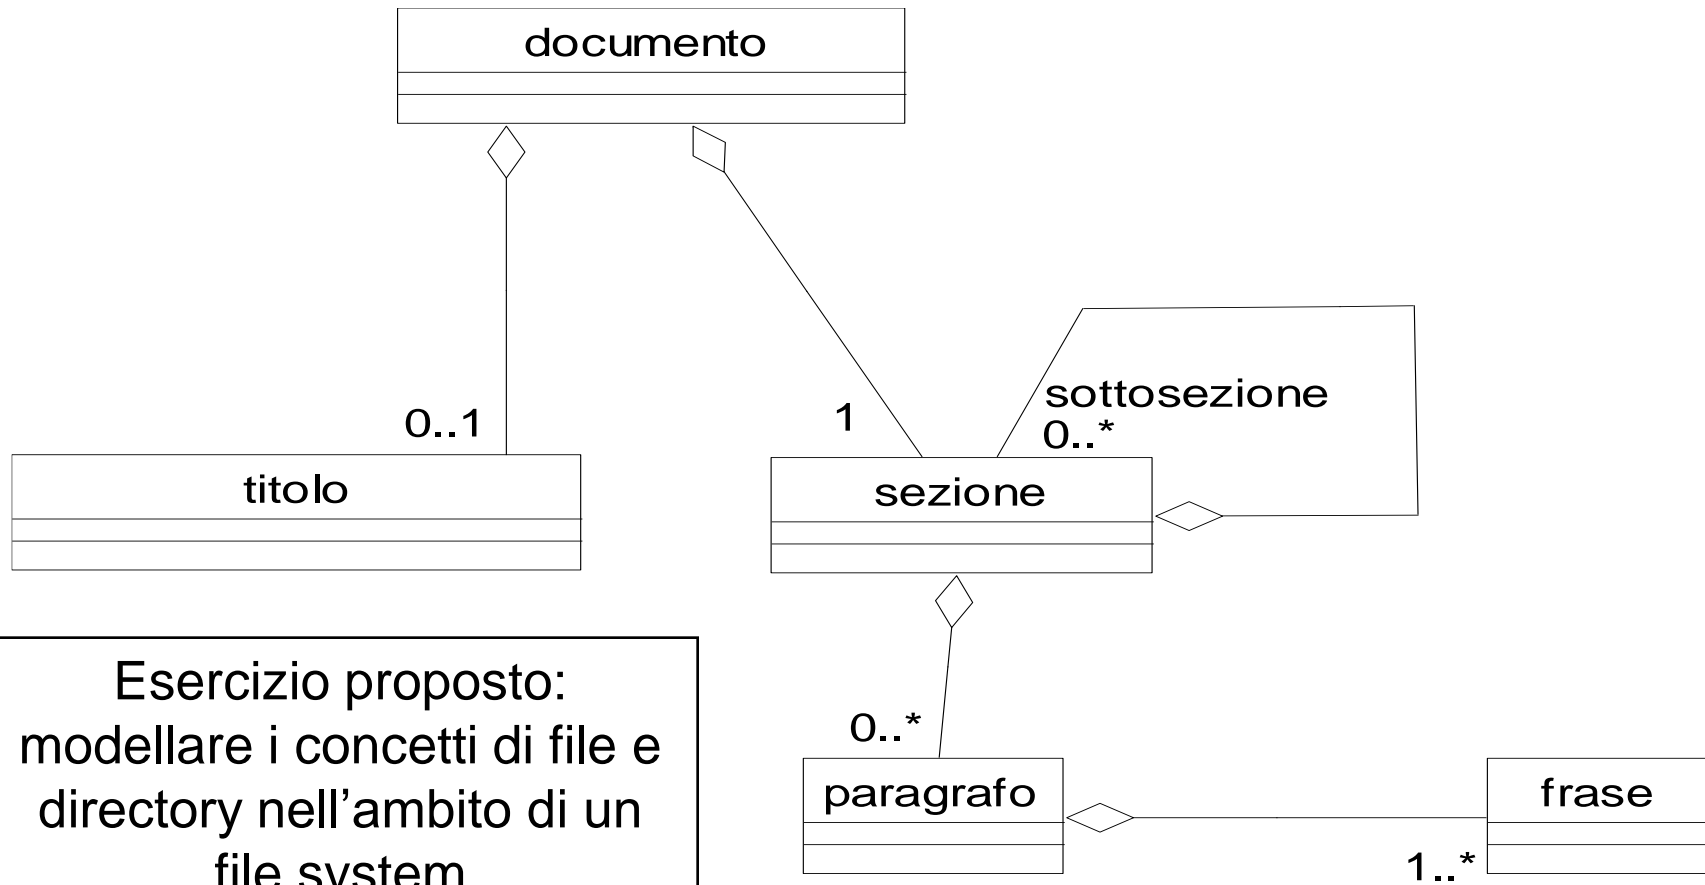 documento
0..1
1
sottosezione
0..*
titolo
sezione
0..*
paragrafo
frase
1..*
Esercizio proposto:
modellare i concetti di file e
directory nell’ambito di un
file system